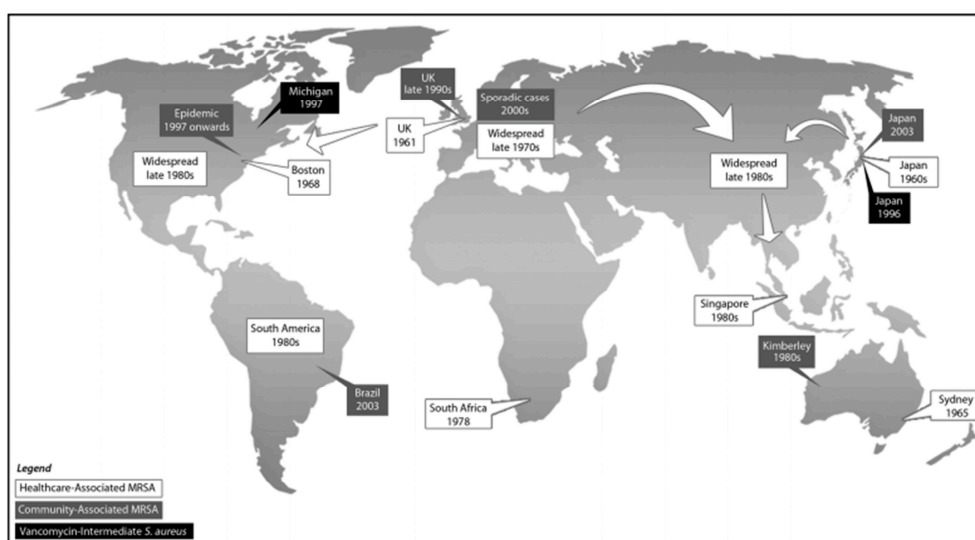 Michigan
1997
Epidemic
1997 onwards
Widespread
late 1980s
Boston
1968
UK
late 1990s
UK
1961
Sporadic cases
2000s
Widespread
late 1970s
Widespread
late 1980s
Japan
2003
Japan
1960s
Japan
1996
Singapore
1980s
South America
1980s
Brazil
2003
South Africa
1978
Kimberley
1980s
Sydney
1965
Legend
Healthcare-Associated MRSA
Community-Associated MRSA
Vancomycin-Intermediate S. aureus